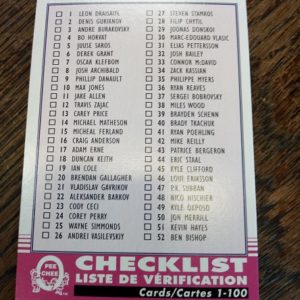 1 LEON DRAISAITL
2 DENIS GURIANOV
3 ANDRE BURAKOVSKY
4 BO HORVAT
5 JUUSE SAROS
6 DEREK GRANT
7 OSCAR KLEFBOM
8 JOSH ARCHIBALD
9 PHILLIP DANAULT
10 MAX JONES
11 JAKE ALLEN
12 TRAVIS ZAJAC
13 CAREY PRICE
14 MICHAEL MATHESON
15 MICHEAL FERLAND
16 CRAIG ANDERSON
17 ADAM ERNE
18 DUNCAN KEITH
19 IAN COLE
20 BRENDAN GALLAGHER
21 VLADISLAV GAVRIKOV
22 ALEKSANDER BARKOV
23 CODY CECI
24 COREY PERRY
25 WAYNE SIMMONDS
26 ANDREI VASILEVSKIY
27 STEVEN STAMKOS
28 FILIP CHYTIL
29 JOONAS DONSKOI
30 MARC-EDOUARD VLASIC
31 ELIAS PETTERSSON
32 JOSH BAILEY
33 CONNOR McDAVID
34 ZACK KASSIAN
35 PHILIPPE MYERS
36 RYAN REAVES
37 SERGEI BOBROVSKY
38 MILES WOOD
39 BRAYDEN SCHENN
40 BRADY TKACHUK
41 RYAN POEHLING
42 MIKE REILLY
43 PATRICE BERGERON
44 ERIC STAAL
45 KYLE CLIFFORD
46 LOUI ERIKSSON
47 P.K. SUBBAN
48 NICO HISCHIER
49 KYLE OKPOSO
50 JON MERRILL
51 KEVIN HAYES
52 BEN BISHOP
O PEE CHEE
CHECKLIST
LISTE DE VÉRIFICATION
Cards/Cartes 1-100